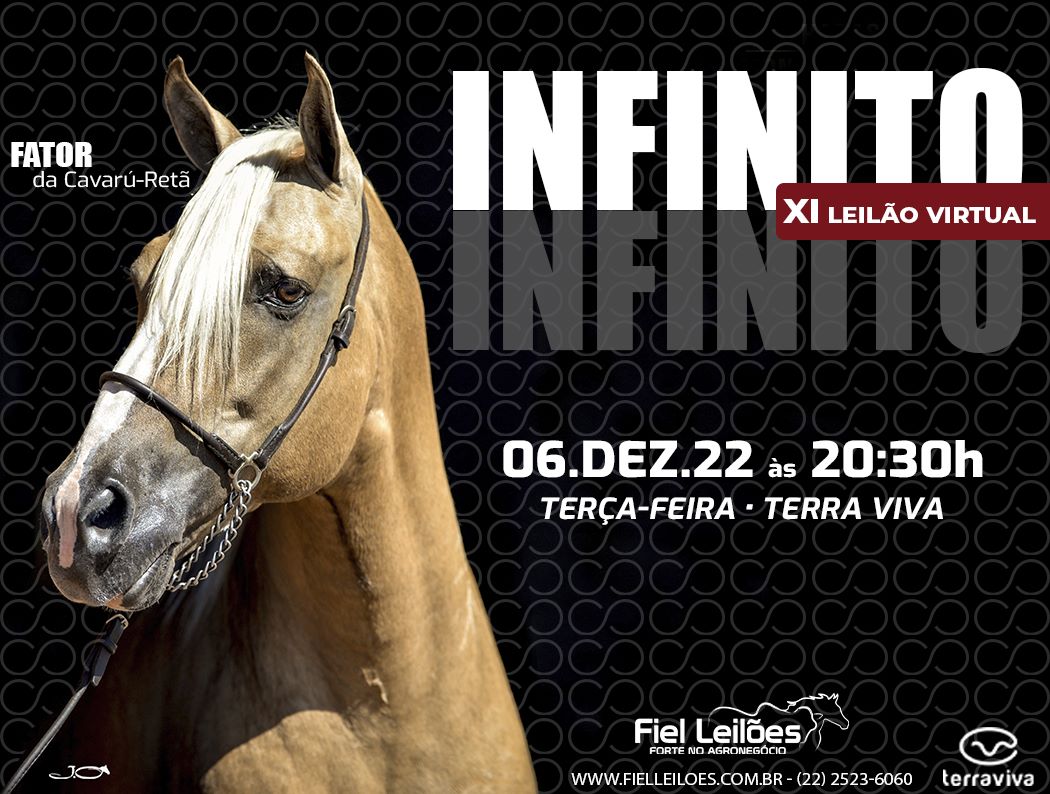 FATOR
da Cavarú-Retã
INFINITO
XI LEILÃO VIRTUAL
INFINITO
06.DEZ.22 às 20:30h
TERÇA-FEIRA · TERRA VIVA
Fiel Leilões
FORTE NO AGRONEGÓCIO
WWW.FIELLEILOES.COM.BR - (22) 2523-6060
terraviva
J.O